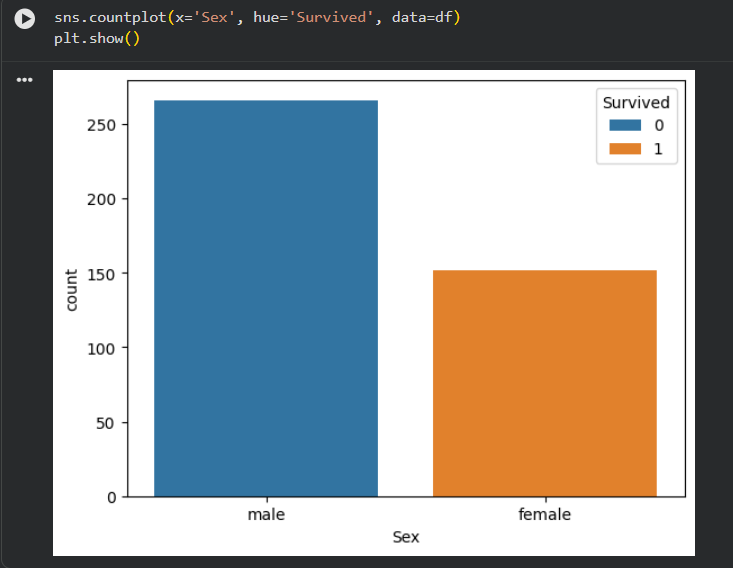 sns.countplot(x='Sex', hue='Survived', data=df)
plt.show()
Survived
0
1
250
200
150
100
50
0
count
male female
Sex